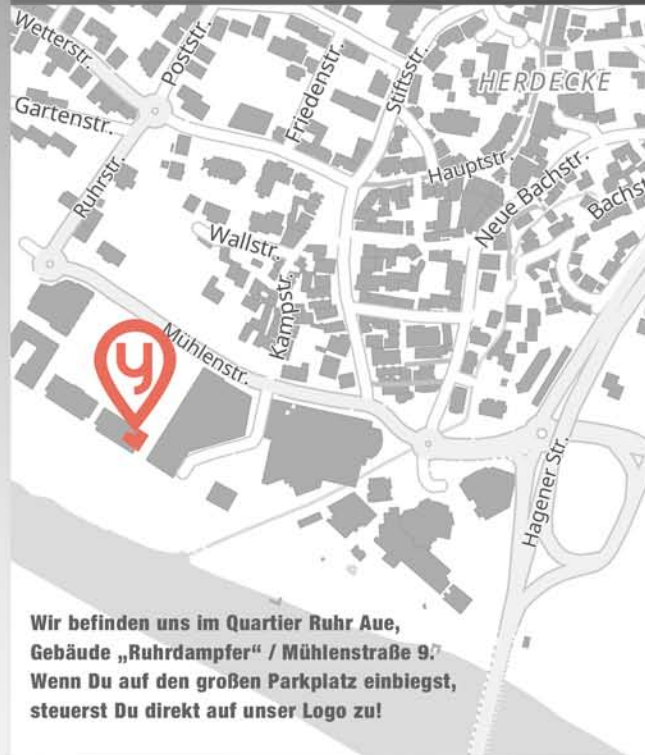 Wetterstr.
Poststr.
Friedenstr.
Stiftsstr.
HERDECKE
Gartenstr.
Ruhrstr.
Hauptstr.
Neue Bachstr.
Bachst
Wallstr.
Kampstr.
Mühlenstr.
y
Hagener Str.
Wir befinden uns im Quartier Ruhr Aue,
Gebäude „Ruhrdampfer“ / Mühlenstraße 9.
Wenn Du auf den großen Parkplatz einbiegst,
steuerst Du direkt auf unser Logo zu!